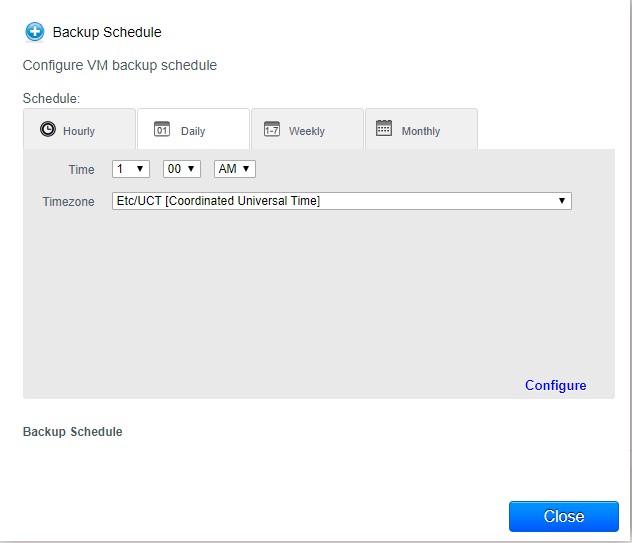 Backup Schedule
Configure VM backup schedule
Schedule:
Hourly 01 Daily 1-7 Weekly Monthly
Time 1 00 AM
Timezone Etc/UCT [Coordinated Universal Time]
Configure
Backup Schedule
Close